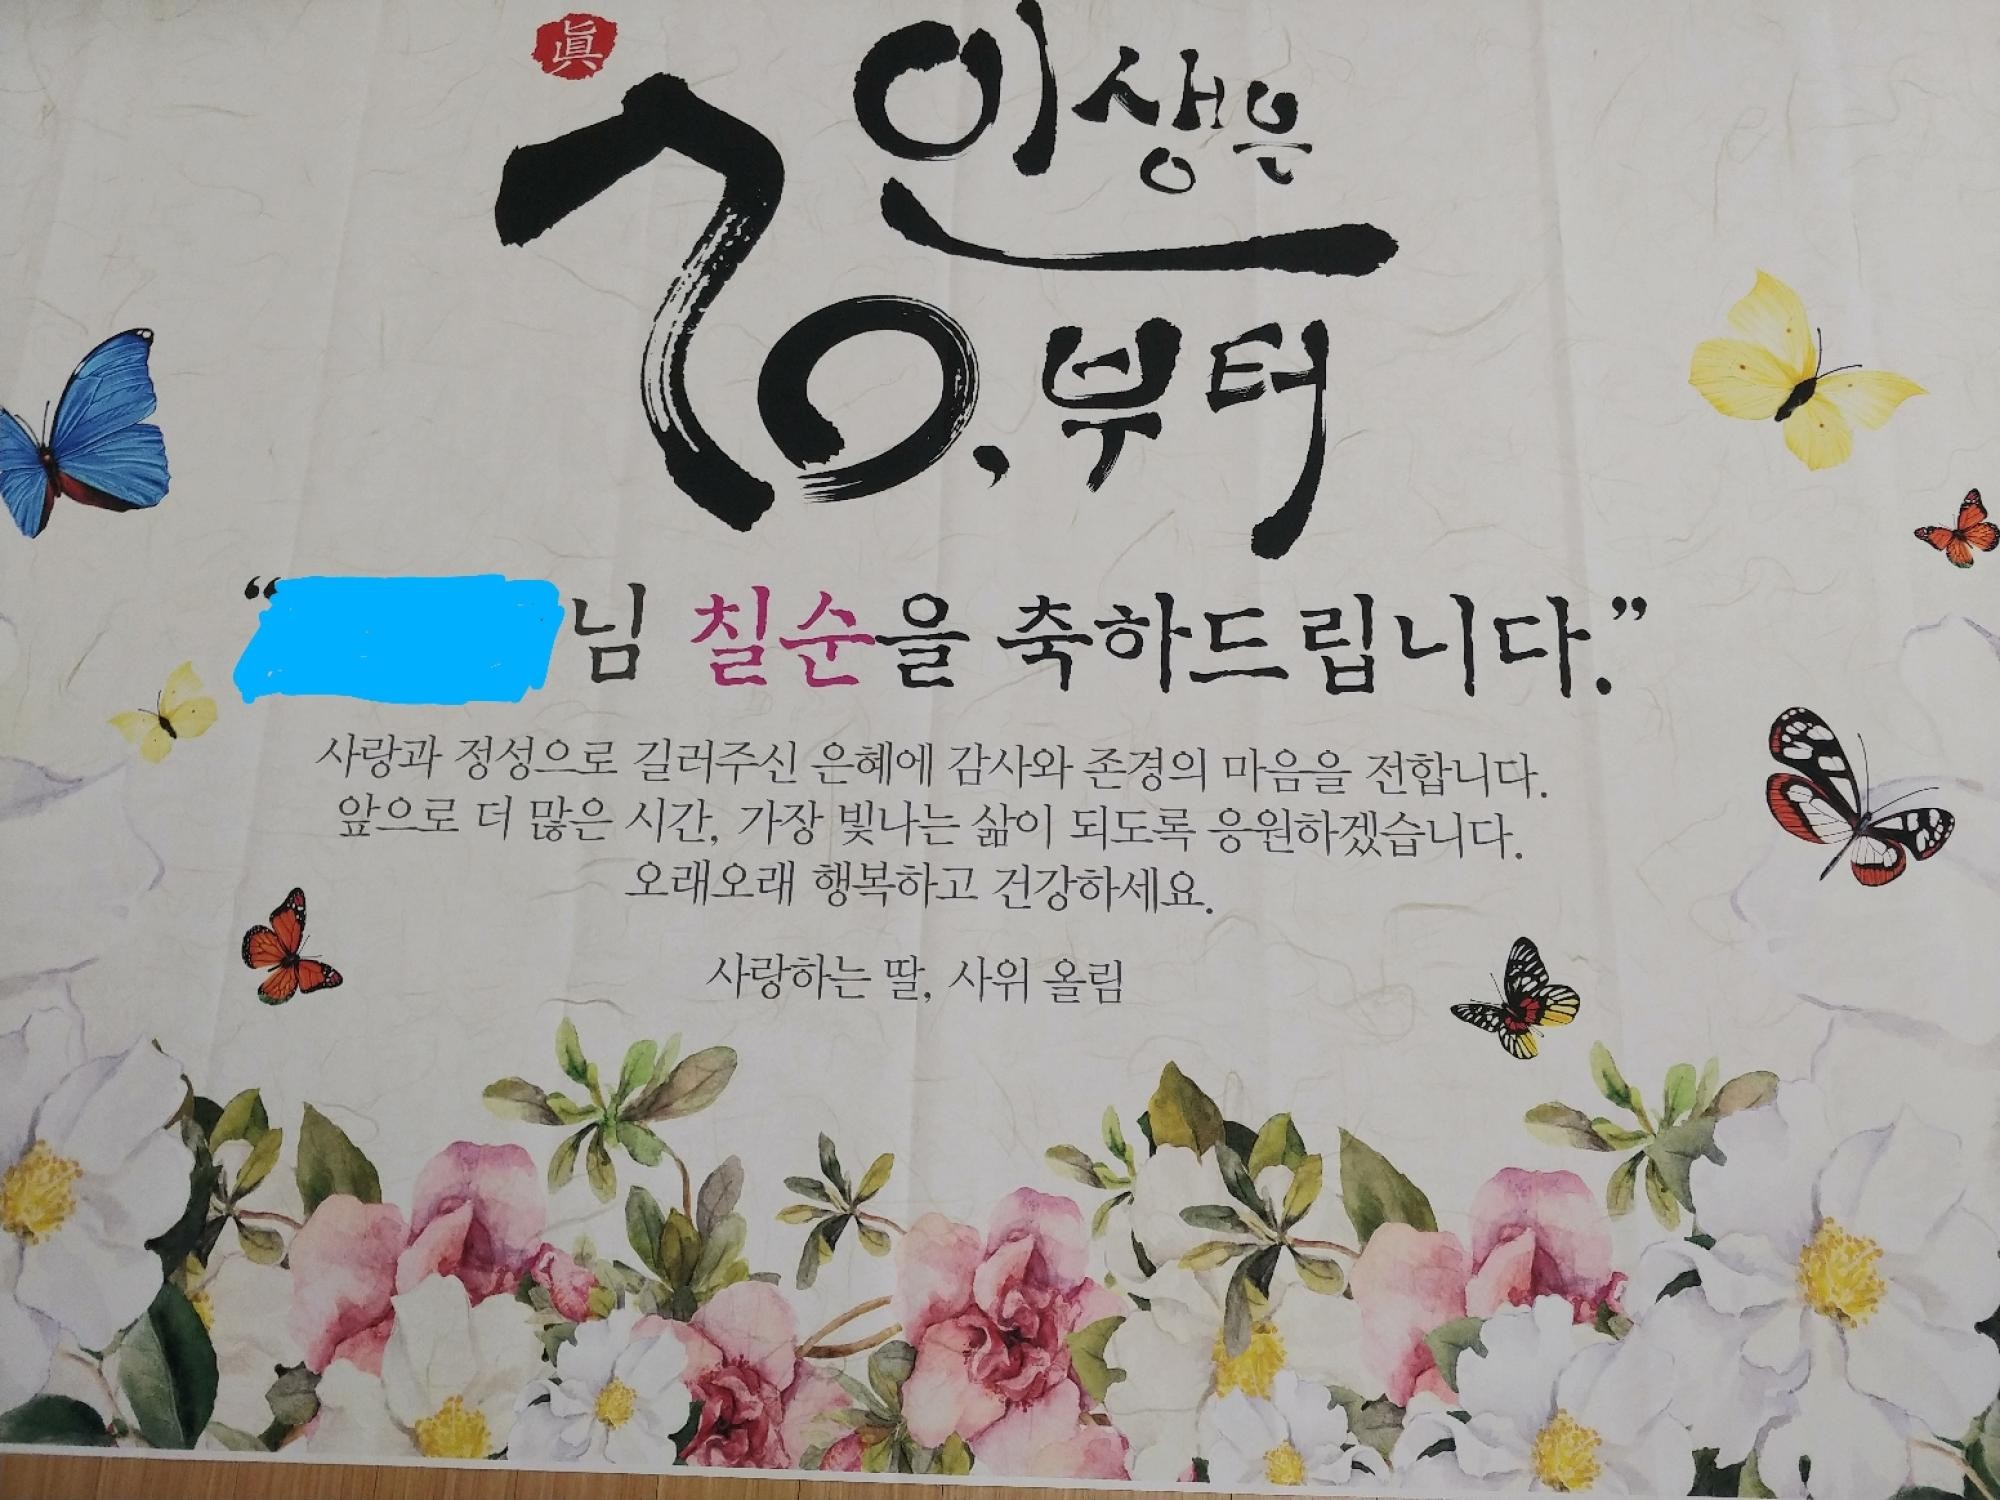 眞
인생은
70, 부터
“님 칠순을 축하드립니다.”
사랑과 정성으로 길러주신 은혜에 감사와 존경의 마음을 전합니다.
앞으로 더 많은 시간, 가장 빛나는 삶이 되도록 응원하겠습니다.
오래오래 행복하고 건강하세요.
사랑하는 딸, 사위 올림